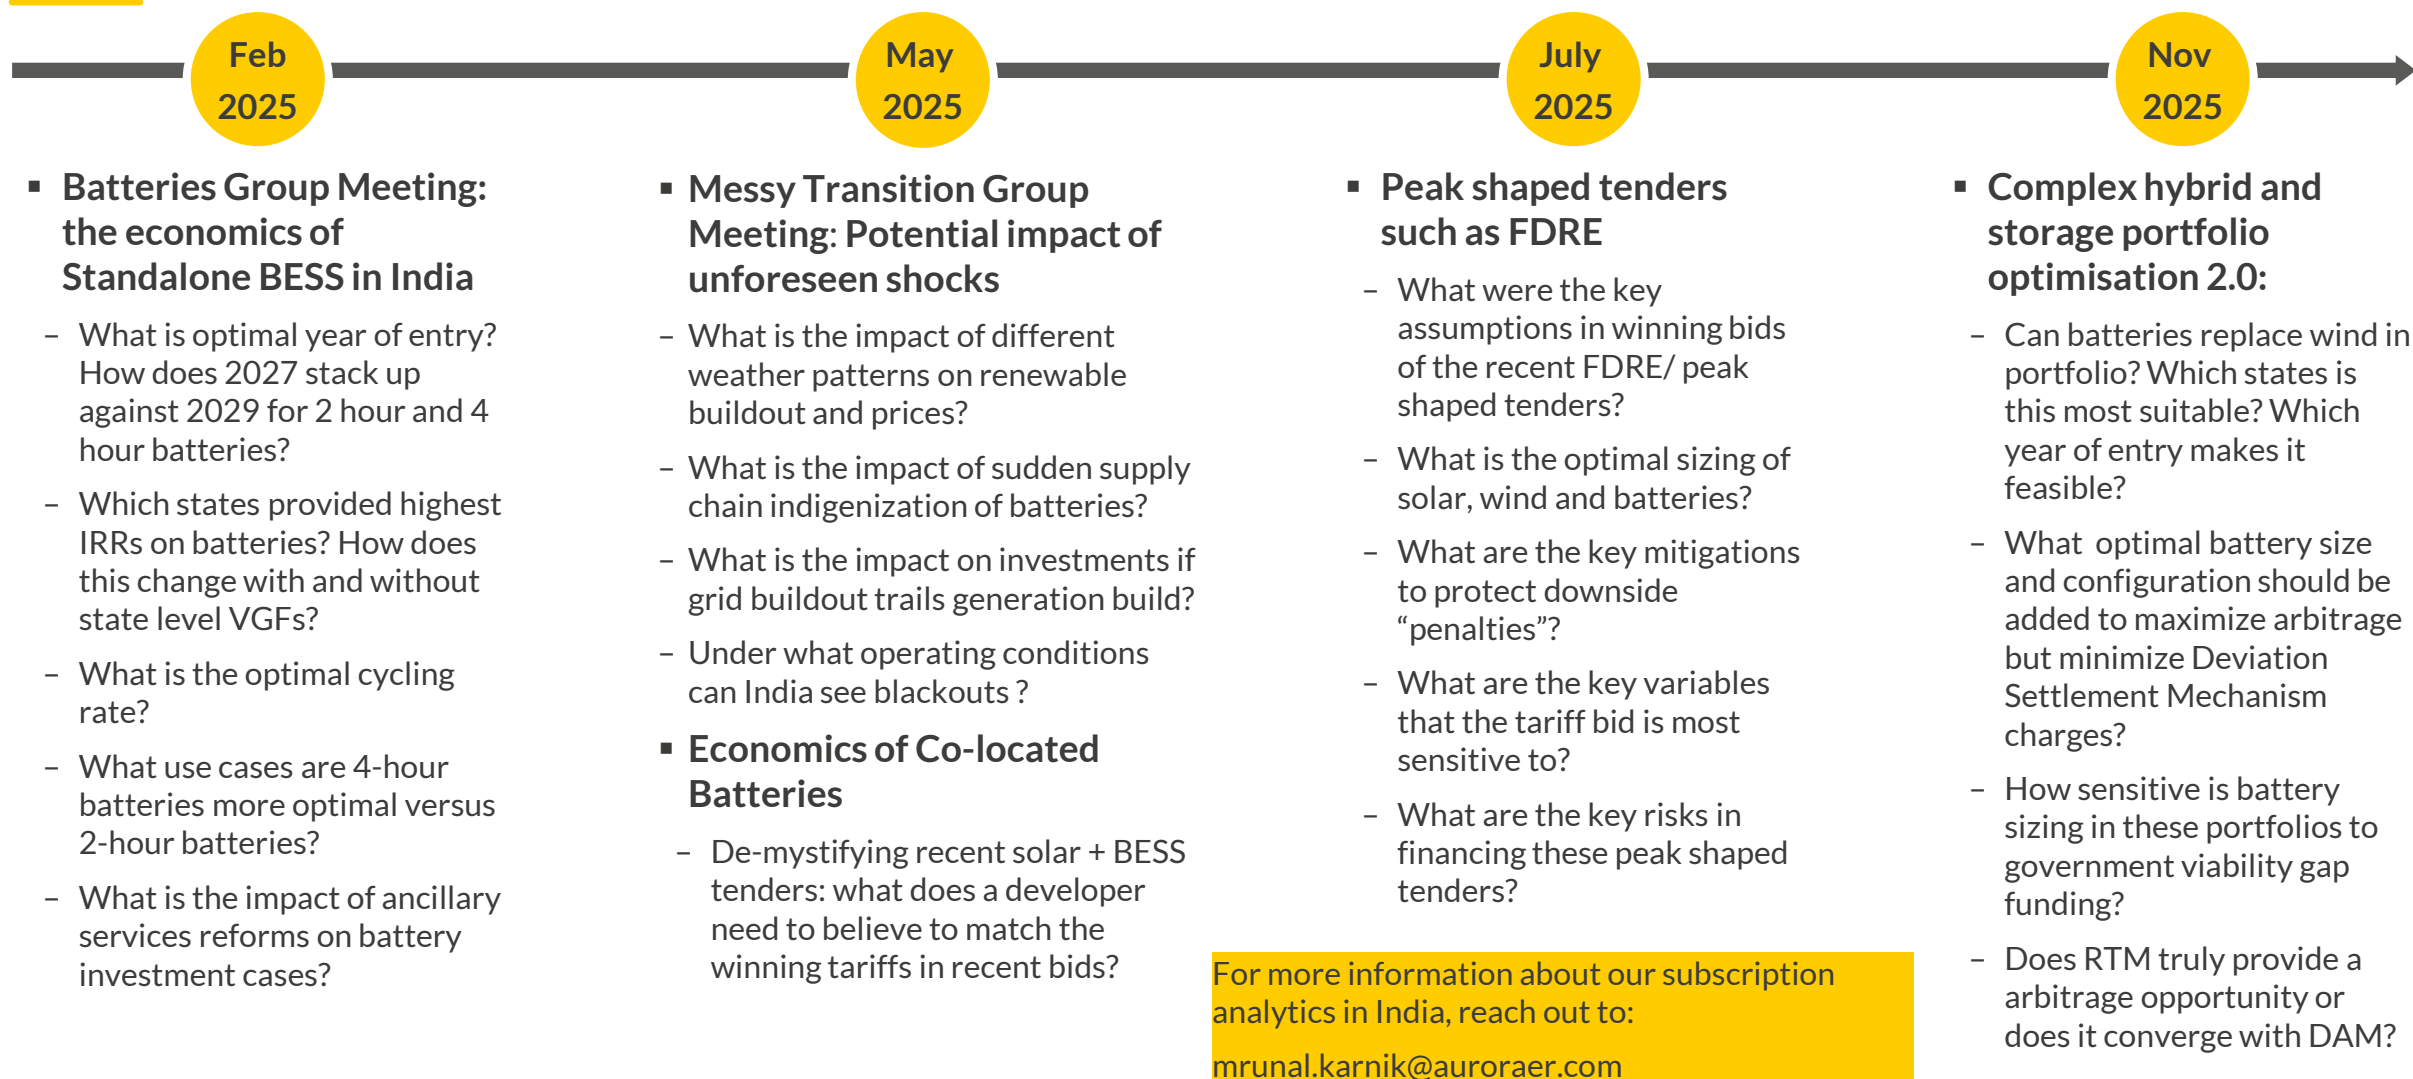 Feb
2025
May
2025
July
2025
Nov
2025
▪ Batteries Group Meeting:
the economics of
Standalone BESS in India
– What is optimal year of entry?
How does 2027 stack up
against 2029 for 2 hour and 4
hour batteries?
– Which states provided highest
IRRs on batteries? How does
this change with and without
state level VGFs?
– What is the optimal cycling
rate?
– What use cases are 4-hour
batteries more optimal versus
2-hour batteries?
– What is the impact of ancillary
services reforms on battery
investment cases?
▪ Messy Transition Group
Meeting: Potential impact of
unforeseen shocks
– What is the impact of different
weather patterns on renewable
buildout and prices?
– What is the impact of sudden supply
chain indigenization of batteries?
– What is the impact on investments if
grid buildout trails generation build?
– Under what operating conditions
can India see blackouts ?
▪ Economics of Co-located
Batteries
– De-mystifying recent solar + BESS
tenders: what does a developer
need to believe to match the
winning tariffs in recent bids?
▪ Peak shaped tenders
such as FDRE
– What were the key
assumptions in winning bids
of the recent FDRE/ peak
shaped tenders?
– What is the optimal sizing of
solar, wind and batteries?
– What are the key mitigations
to protect downside
“penalties”?
– What are the key variables
that the tariff bid is most
sensitive to?
– What are the key risks in
financing these peak shaped
tenders?
For more information about our subscription
analytics in India, reach out to:
mrunal.karnik@auroraer.com
▪ Complex hybrid and
storage portfolio
optimisation 2.0:
– Can batteries replace wind in
portfolio? Which states is
this most suitable? Which
year of entry makes it
feasible?
– What  optimal battery size
and configuration should be
added to maximize arbitrage
but minimize Deviation
Settlement Mechanism
charges?
– How sensitive is battery
sizing in these portfolios to
government viability gap
funding?
– Does RTM truly provide a
arbitrage opportunity or
does it converge with DAM?